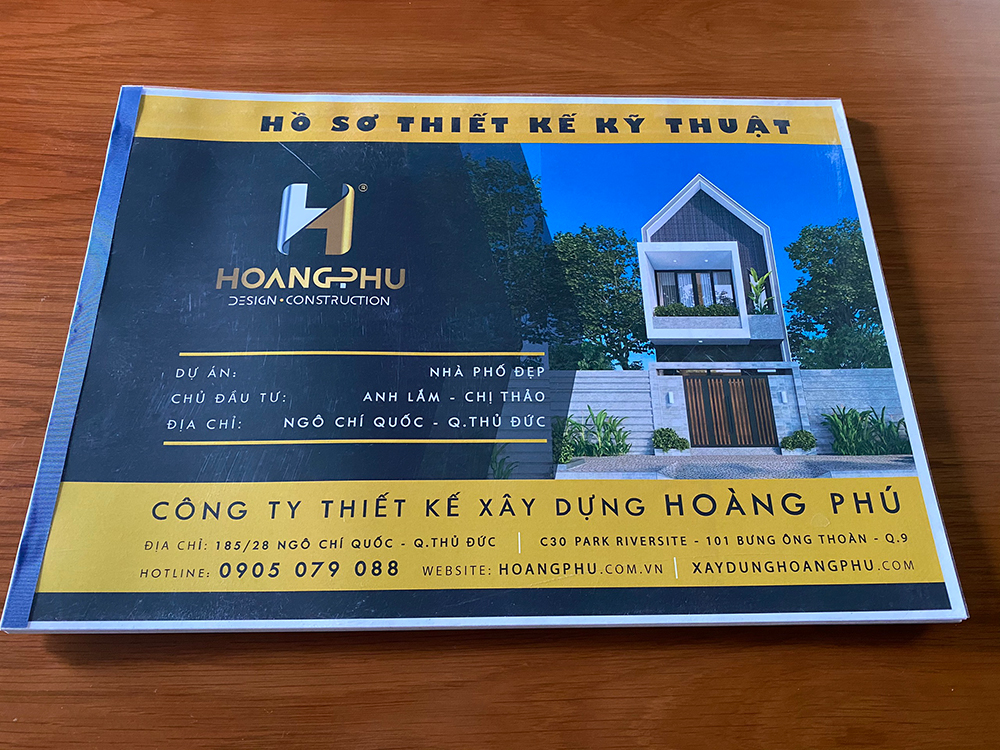 HỒ SƠ THIẾT KẾ KỸ THUẬT
H ®
HOANGPHU
DESIGN • CONSTRUCTION
DỰ ÁN: NHÀ PHỐ ĐẸP
CHỦ ĐẦU TƯ: ANH LẮM - CHỊ THẢO
ĐỊA CHỈ: NGÔ CHÍ QUỐC - Q.THỦ ĐỨC
CÔNG TY THIẾT KẾ XÂY DỰNG HOÀNG PHÚ
ĐỊA CHỈ: 185/28 NGÔ CHÍ QUỐC - Q.THỦ ĐỨC | C30 PARK RIVERSITE - 101 BƯNG ÔNG THOÀN - Q.9
HOTLINE: 0905 079 088 WEBSITE: HOANGPHU.COM.VN | XAYDUNGHOANGPHU.COM